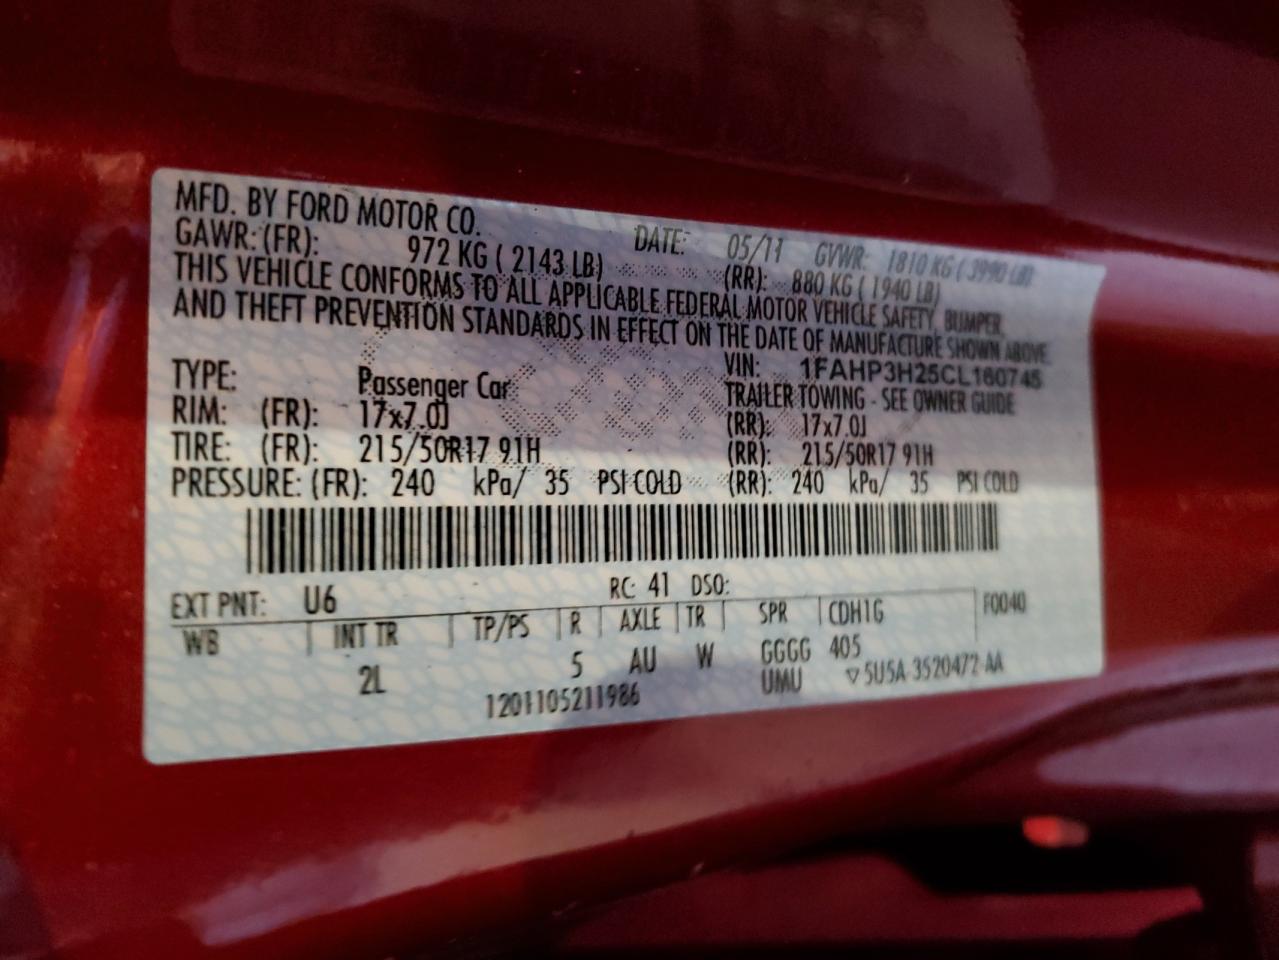 MFD. BY FORD MOTOR CO. DATE: 05/11 GVWR: 1810 KG ( 3990 LB)
GAWR: (FR): 972 KG ( 2143 LB) (RR): 880 KG ( 1940 LB)
THIS VEHICLE CONFORMS TO ALL APPLICABLE FEDERAL MOTOR VEHICLE SAFETY, BUMPER,
AND THEFT PREVENTION STANDARDS IN EFFECT ON THE DATE OF MANUFACTURE SHOWN ABOVE.
VIN: 1FAHP3H25CL160745
TYPE: Passenger Car TRAILER TOWING - SEE OWNER GUIDE
RIM: (FR): 17x7.0J (RR): 17x7.0J
TIRE: (FR): 215/50R17 91H (RR): 215/50R17 91H
PRESSURE: (FR): 240 kPa/ 35 PSI COLD (RR): 240 kPa/ 35 PSI COLD
EXT PNT: U6 RC: 41 DSO: F0040
WB INT TR TP/PS R AXLE TR SPR CDH1G
2L 5 AU W GGGG 405
1201105211986 UMU ▽5U5A-3520472-AA